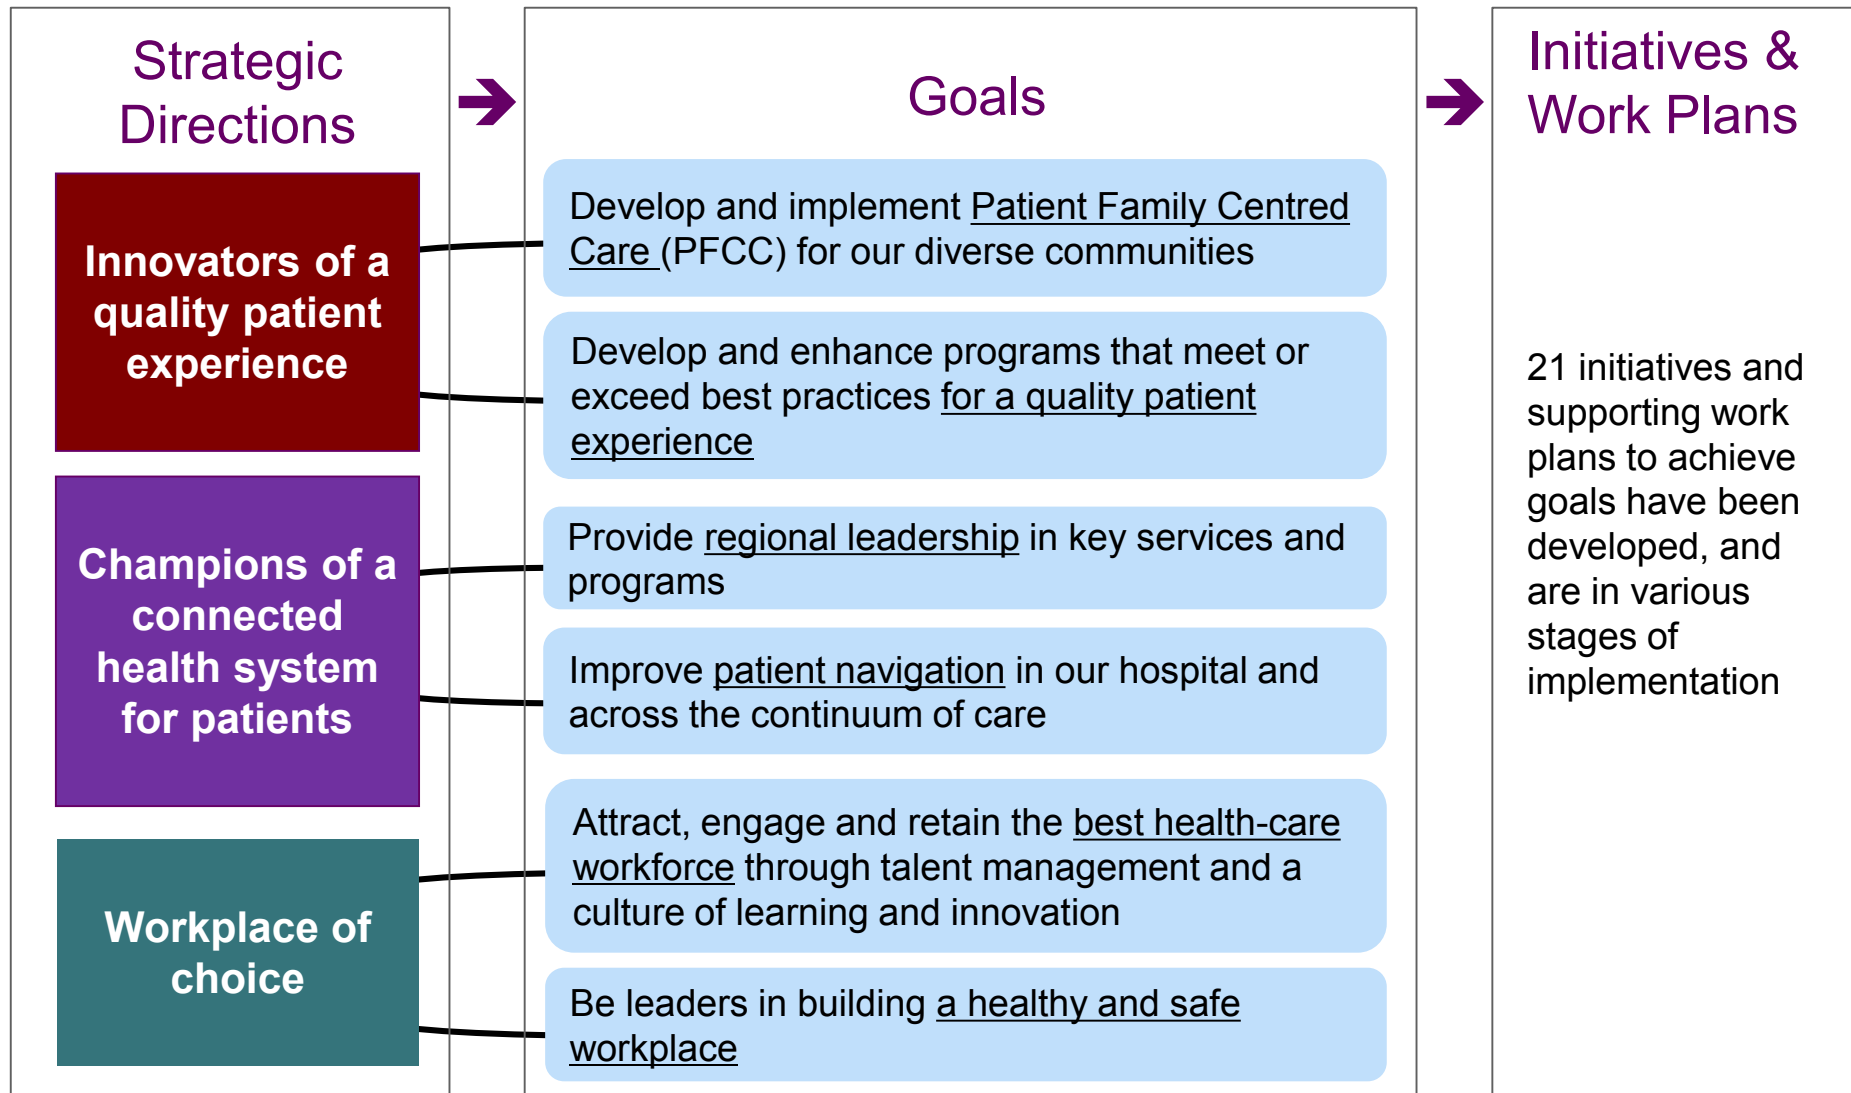 Strategic
Directions
Goals
Initiatives &
Work Plans
Innovators of a
quality patient
experience
Develop and implement Patient Family Centred
Care (PFCC) for our diverse communities
Develop and enhance programs that meet or
exceed best practices for a quality patient
experience
Champions of a
connected
health system
for patients
Provide regional leadership in key services and
programs
Improve patient navigation in our hospital and
across the continuum of care
Workplace of
choice
Attract, engage and retain the best health-care
workforce through talent management and a
culture of learning and innovation
Be leaders in building a healthy and safe
workplace
21 initiatives and
supporting work
plans to achieve
goals have been
developed, and
are in various
stages of
implementation